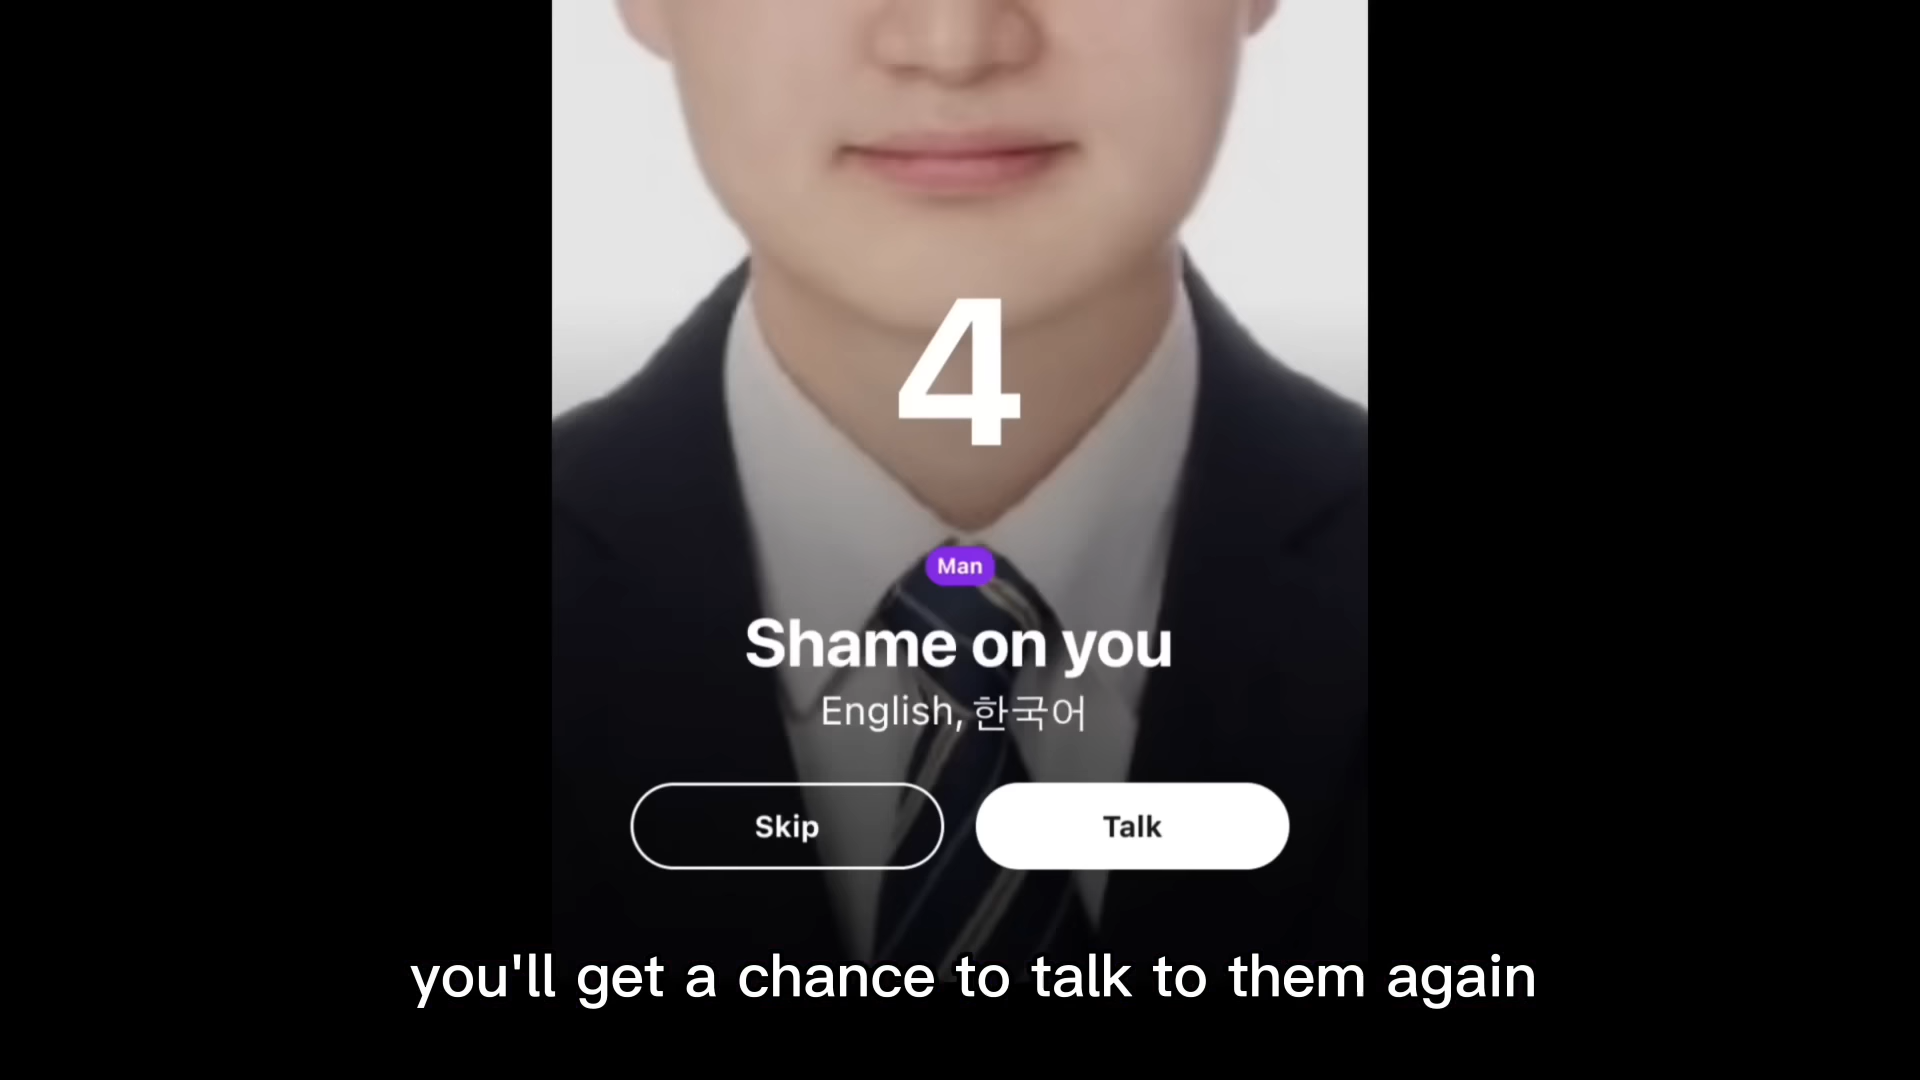 4
Man
Shame on you
English, 한국어
Skip
Talk
you'll get a chance to talk to them again